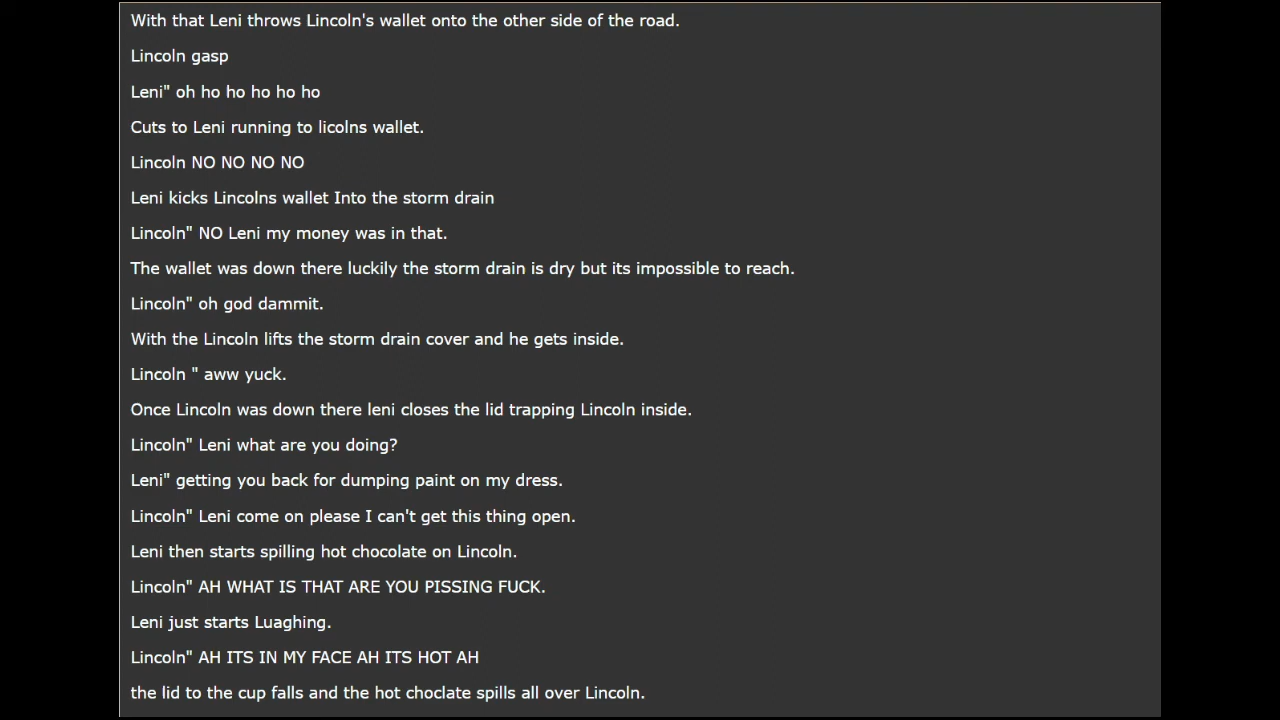 With that Leni throws Lincoln's wallet onto the other side of the road.
Lincoln gasp
Leni" oh ho ho ho ho ho
Cuts to Leni running to licolns wallet.
Lincoln NO NO NO NO
Leni kicks Lincolns wallet Into the storm drain
Lincoln" NO Leni my money was in that.
The wallet was down there luckily the storm drain is dry but its impossible to reach.
Lincoln" oh god dammit.
With the Lincoln lifts the storm drain cover and he gets inside.
Lincoln " aww yuck.
Once Lincoln was down there leni closes the lid trapping Lincoln inside.
Lincoln" Leni what are you doing?
Leni" getting you back for dumping paint on my dress.
Lincoln" Leni come on please I can't get this thing open.
Leni then starts spilling hot chocolate on Lincoln.
Lincoln" AH WHAT IS THAT ARE YOU PISSING FUCK.
Leni just starts Luaghing.
Lincoln" AH ITS IN MY FACE AH ITS HOT AH
the lid to the cup falls and the hot choclate spills all over Lincoln.